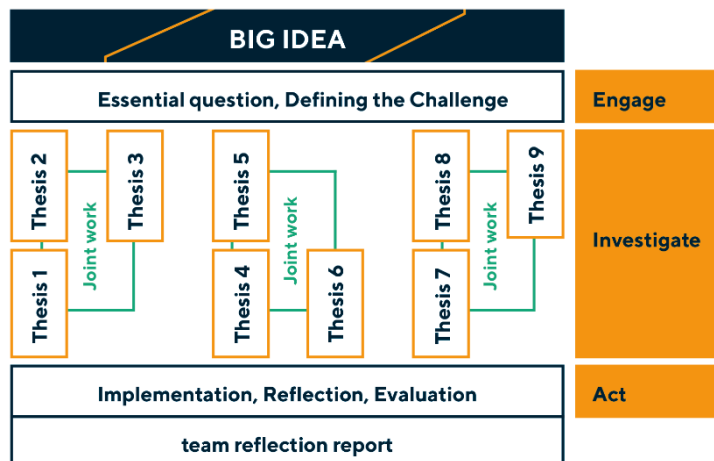 BIG IDEA
Essential question, Defining the Challenge
Engage
Thesis 2
Thesis 3
Thesis 1
Joint work
Thesis 5
Thesis 4
Thesis 6
Joint work
Thesis 8
Thesis 9
Thesis 7
Joint work
Investigate
Implementation, Reflection, Evaluation
Act
team reflection report